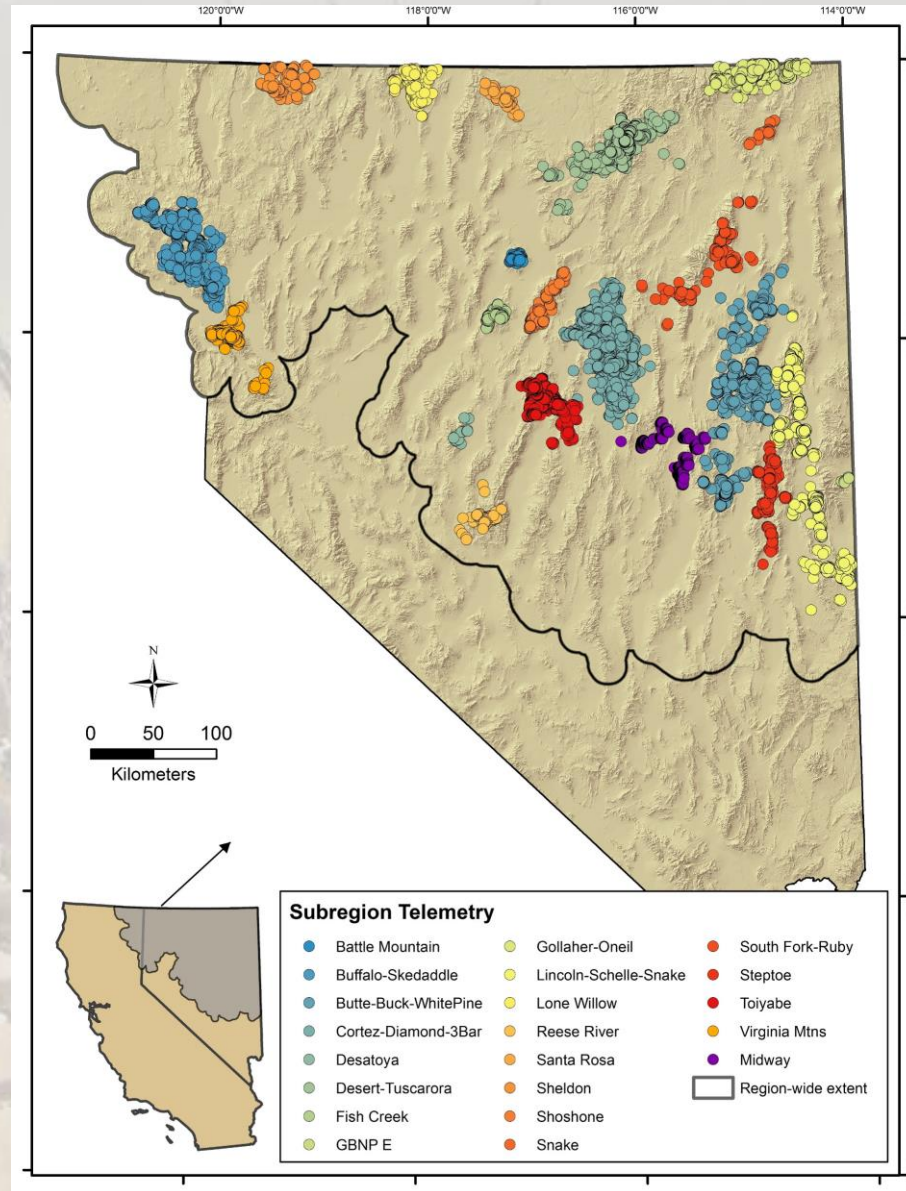 120°0'0"W 118°0'0"W 116°0'0"W 114°0'0"W
N
0 50 100
Kilometers
Subregion Telemetry
Battle Mountain
Buffalo-Skedaddle
Butte-Buck-WhitePine
Cortez-Diamond-3Bar
Desatoya
Desert-Tuscarora
Fish Creek
GBNP E
Gollaher-Oneil
Lincoln-Schelle-Snake
Lone Willow
Reese River
Santa Rosa
Sheldon
Shoshone
Snake
South Fork-Ruby
Steptoe
Toiyabe
Virginia Mtns
Midway
Region-wide extent